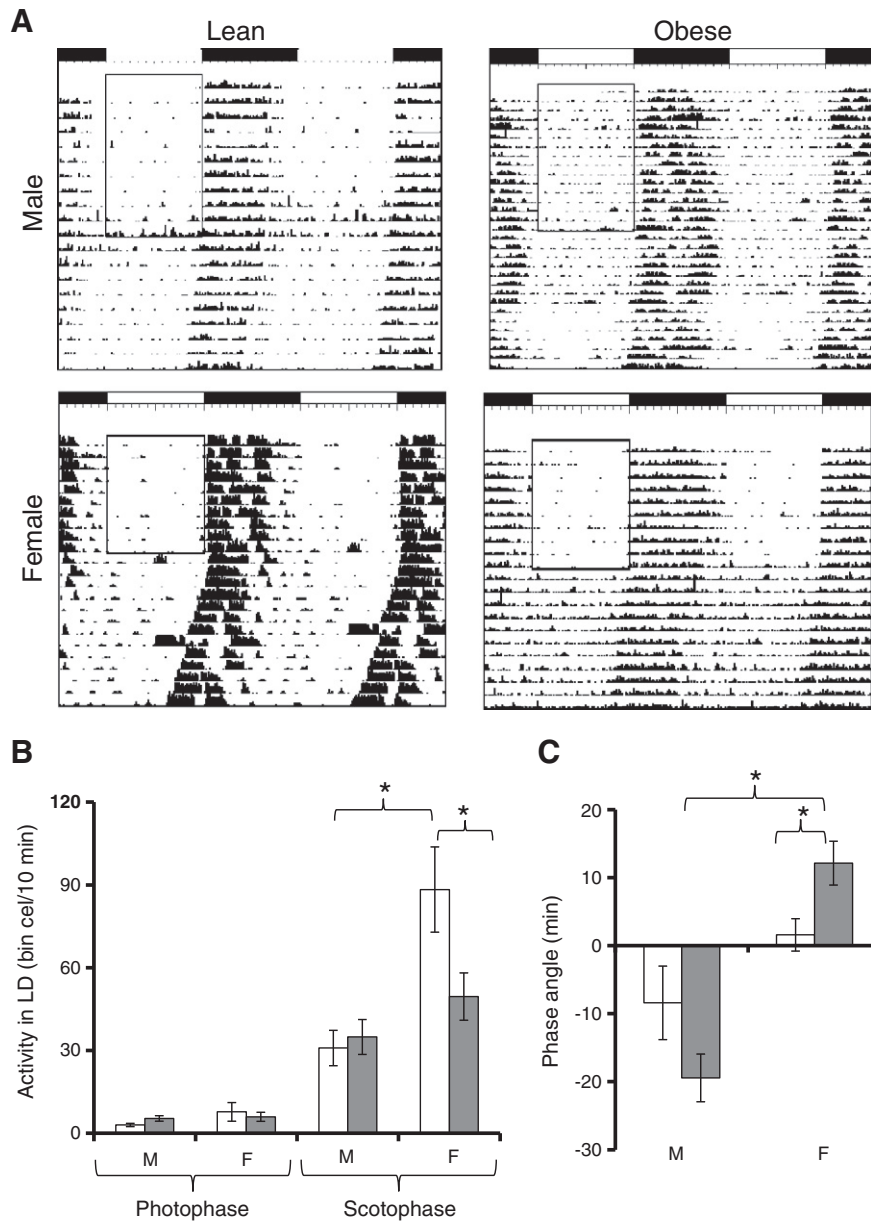 A
Lean Obese
Male
Female
B
Activity in LD (bin cel/10 min)
120
90
60
30
0
* *
M F M F
Photophase Scotophase
C
Phase angle (min)
20
10
0
-10
-20
-30
* *
M F